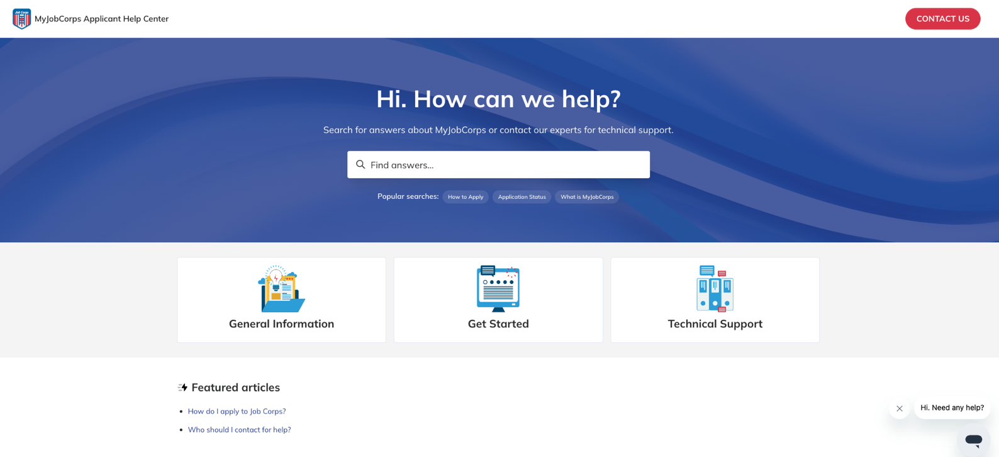 Job Corps
MyJobCorps Applicant Help Center
CONTACT US
Hi. How can we help?
Search for answers about MyJobCorps or contact our experts for technical support.
Find answers...
Popular searches: How to Apply Application Status What is MyJobCorps
General Information
Get Started
Technical Support
Featured articles
How do I apply to Job Corps?
Who should I contact for help?
Hi. Need any help?